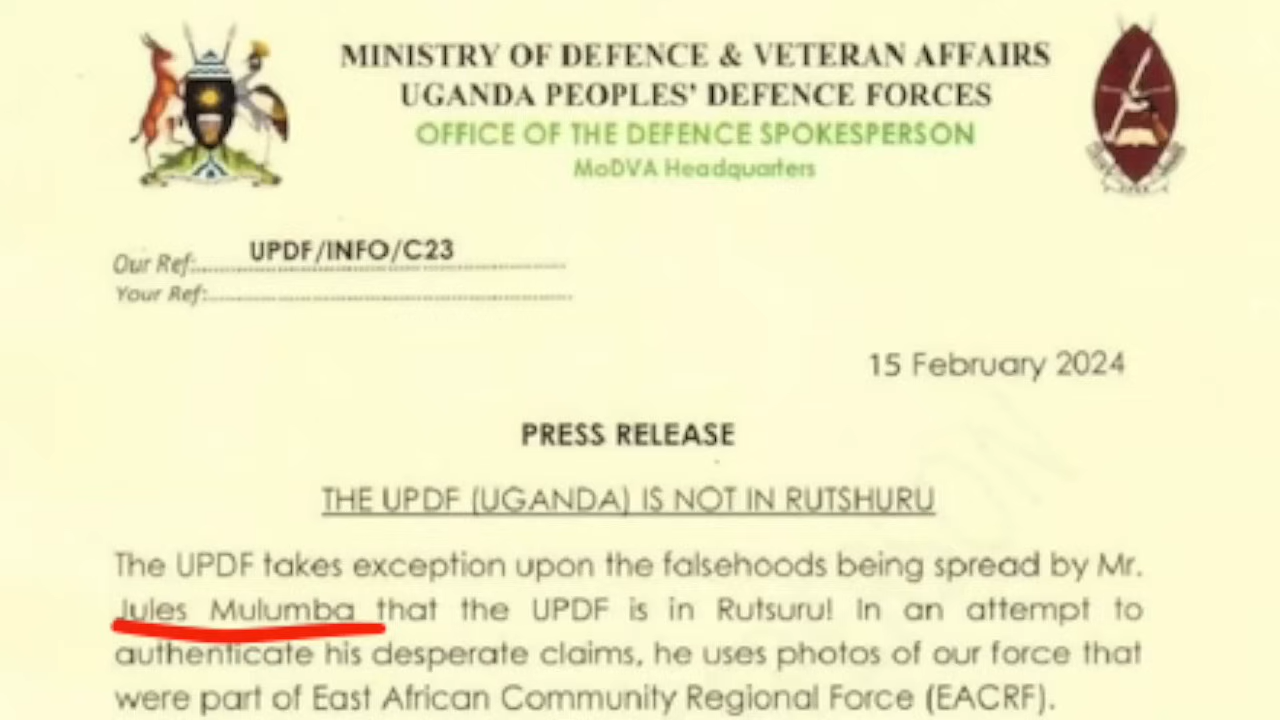 MINISTRY OF DEFENCE & VETERAN AFFAIRS
UGANDA PEOPLES' DEFENCE FORCES
OFFICE OF THE DEFENCE SPOKESPERSON
MoDVA Headquarters
Our Ref:.......... UPDF/INFO/C23 ..........
Your Ref:....................
15 February 2024
PRESS RELEASE
THE UPDF (UGANDA) IS NOT IN RUTSHURU
The UPDF takes exception upon the falsehoods being spread by Mr.
Jules Mulumba that the UPDF is in Rutsuru! In an attempt to
authenticate his desperate claims, he uses photos of our force that
were part of East African Community Regional Force (EACRF).